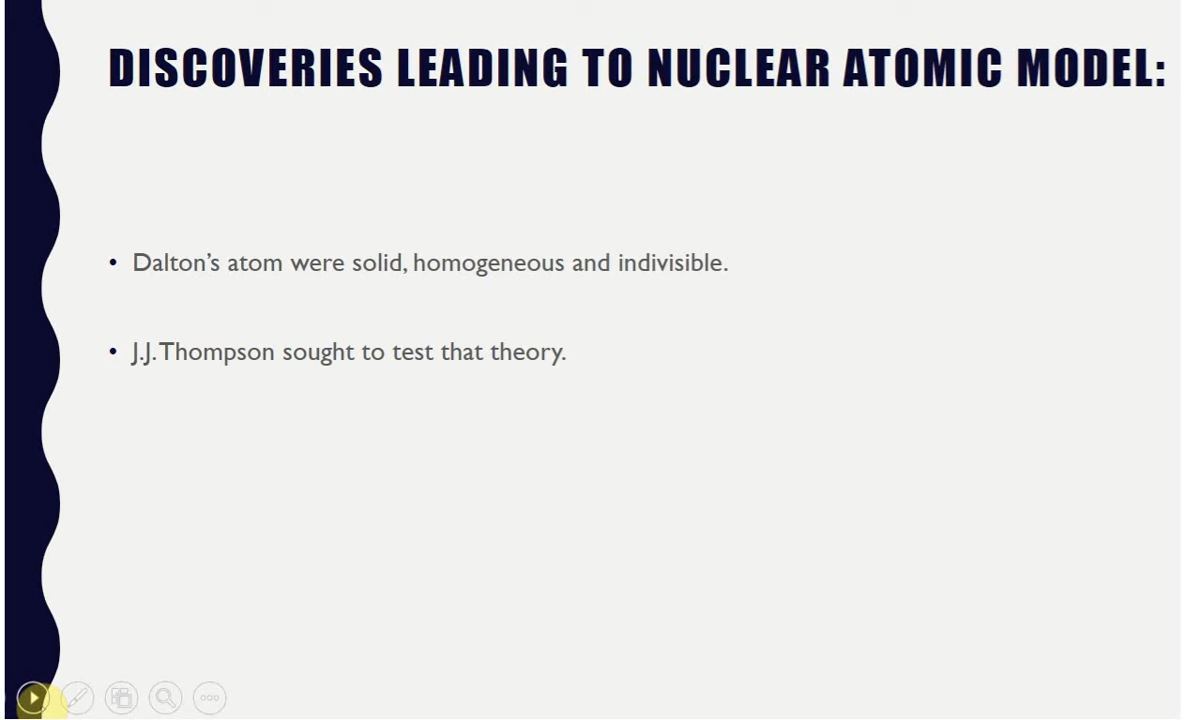 DISCOVERIES LEADING TO NUCLEAR ATOMIC MODEL:
• Dalton's atom were solid, homogeneous and indivisible.
• J.J. Thompson sought to test that theory.